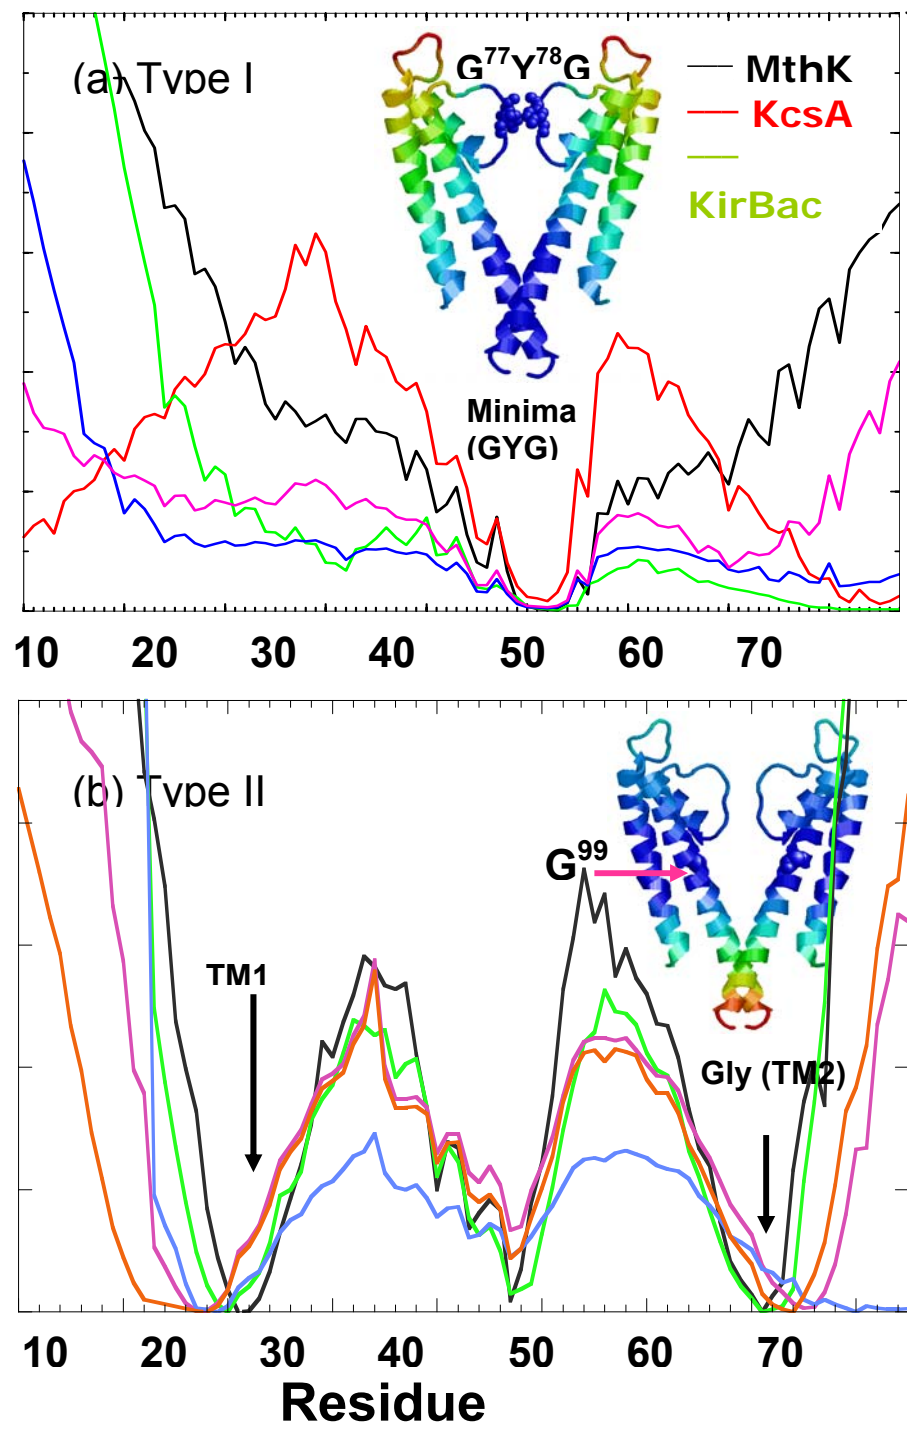 (a) Type I
G77Y78G
MthK
KcsA
KirBac
Minima
(GYG)
10 20 30 40 50 60 70
(b) Type II
G99
TM1
Gly (TM2)
10 20 30 40 50 60 70
Residue